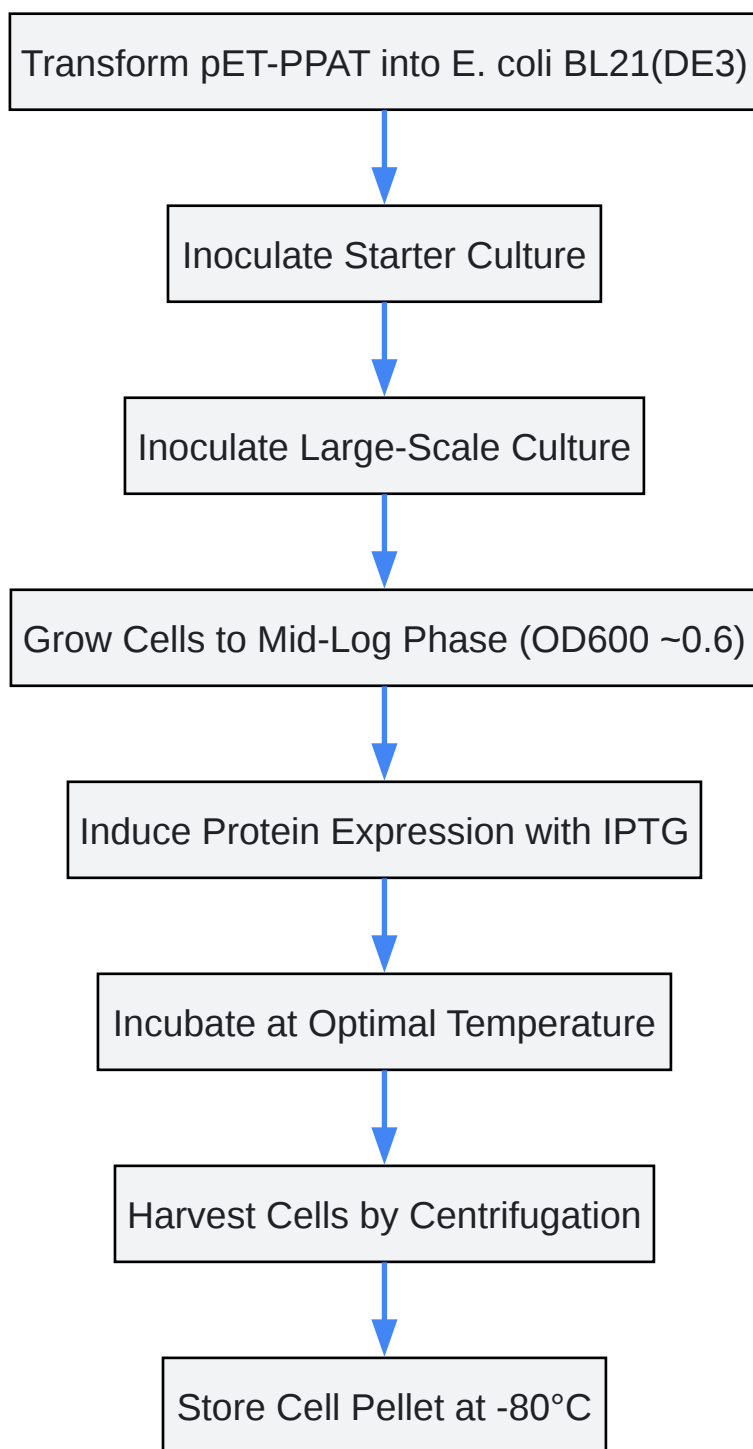 Transform pET-PPAT into E. coli BL21(DE3)
Inoculate Starter Culture
Inoculate Large-Scale Culture
Grow Cells to Mid-Log Phase (OD600 ~0.6)
Induce Protein Expression with IPTG
Incubate at Optimal Temperature
Harvest Cells by Centrifugation
Store Cell Pellet at -80°C